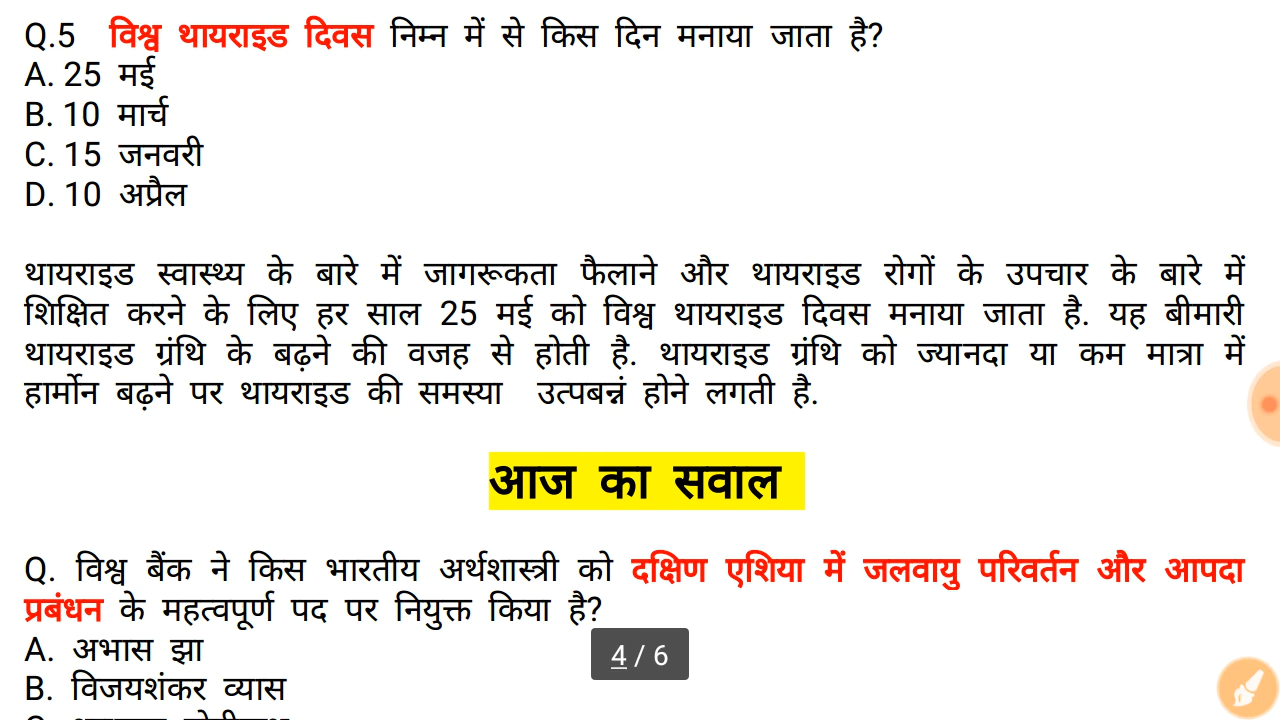 Q.5 विश्व थायराइड दिवस निम्न में से किस दिन मनाया जाता है?
A. 25 मई
B. 10 मार्च
C. 15 जनवरी
D. 10 अप्रैल
थायराइड स्वास्थ्य के बारे में जागरूकता फैलाने और थायराइड रोगों के उपचार के बारे में
शिक्षित करने के लिए हर साल 25 मई को विश्व थायराइड दिवस मनाया जाता है. यह बीमारी
थायराइड ग्रंथि के बढ़ने की वजह से होती है. थायराइड ग्रंथि को ज्यानदा या कम मात्रा में
हार्मोन बढ़ने पर थायराइड की समस्या उत्पबन्नं होने लगती है.
आज का सवाल
Q. विश्व बैंक ने किस भारतीय अर्थशास्त्री को दक्षिण एशिया में जलवायु परिवर्तन और आपदा
प्रबंधन के महत्वपूर्ण पद पर नियुक्त किया है?
A. अभास झा
4 / 6
B. विजयशंकर व्यास